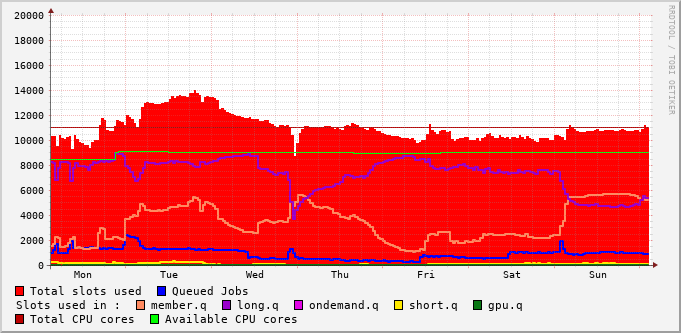 RRDTOOL / TOBI OETIKER
20000
18000
16000
14000
12000
10000
8000
6000
4000
2000
0
Mon Tue Wed Thu Fri Sat Sun
Total slots used Queued Jobs
Slots used in : member.q long.q ondemand.q short.q gpu.q
Total CPU cores Available CPU cores